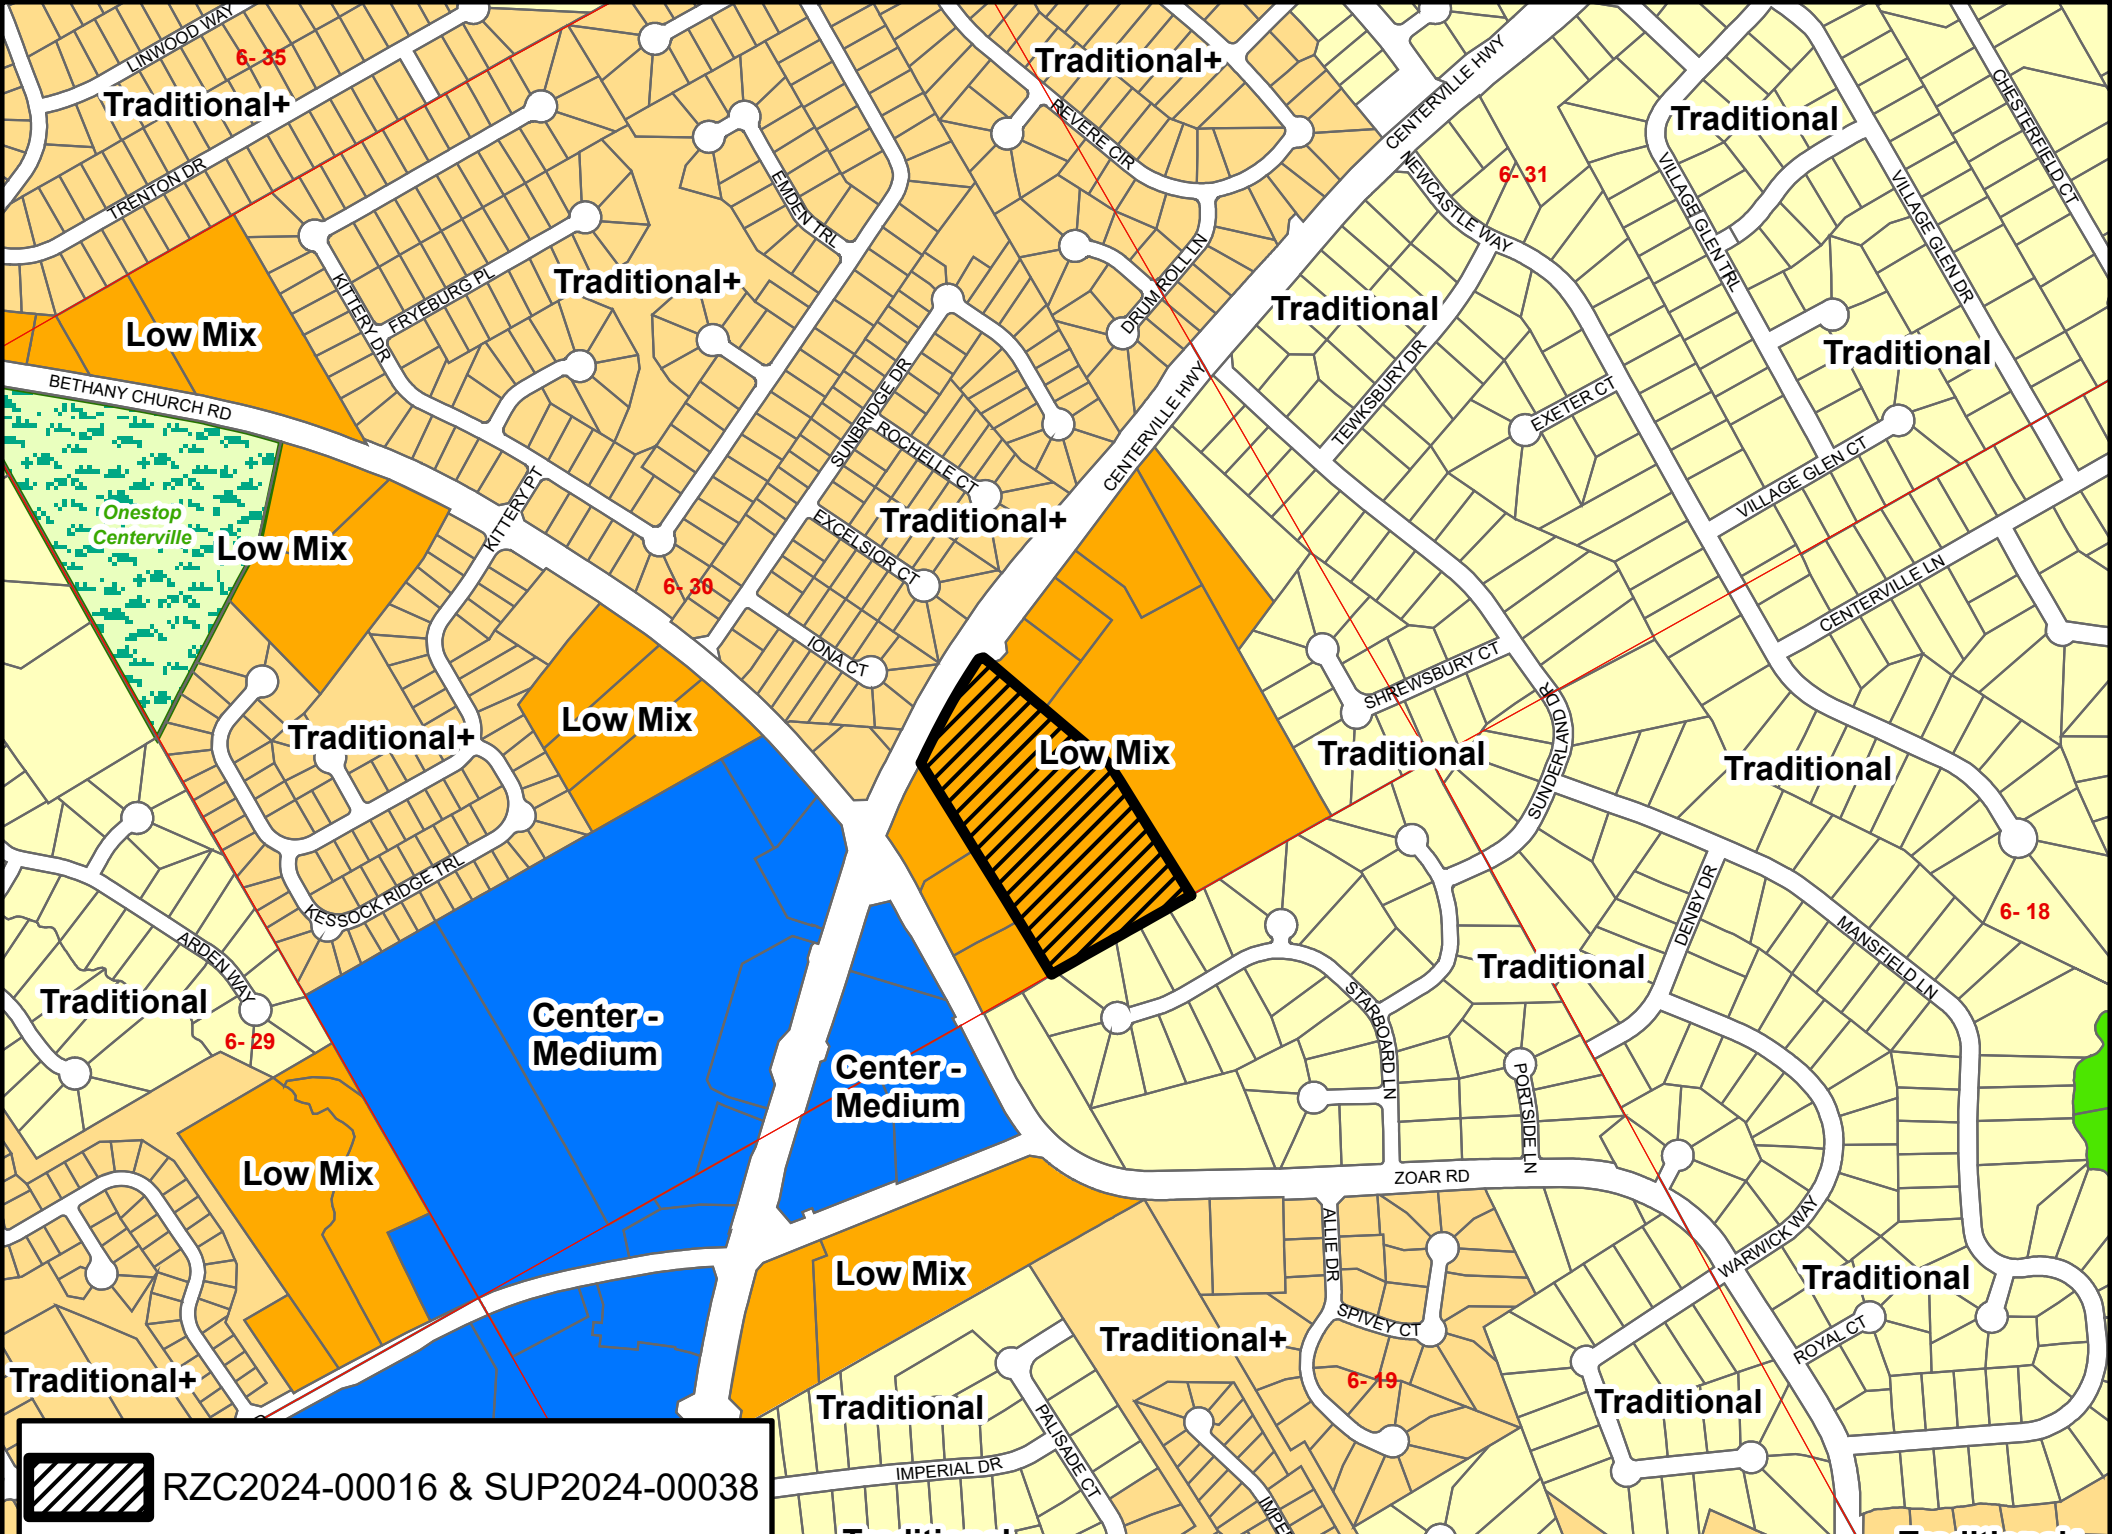 LINWOOD WAY
6- 35
Traditional+
TRENTON DR
Traditional+
REVERE CIR
CENTERVILLE HWY
NEWCASTLE WAY
6- 31
Traditional
CHESTERFIELD CT
VILLAGE GLEN TRL
VILLAGE GLEN DR
EMDEN TRL
KITTERY DR
FRYEBURG PL
Traditional+
DRUM ROLL LN
Traditional
Low Mix
Traditional
BETHANY CHURCH RD
TEWKSBURY DR
EXETER CT
CENTERVILLE HWY
SUNBRIDGE DR
ROCHELLE CT
VILLAGE GLEN CT
Onestop
Centerville
Low Mix
KITTERY PT
Traditional+
EXCELSIOR CT
6- 30
CENTERVILLE LN
IONA CT
SHREWSBURY CT
SUNDERLAND DR
Low Mix
Traditional+
Low Mix
Traditional
Traditional
KESSOCK RIDGE TRL
DENBY DR
6- 18
MANSFIELD LN
ARDEN WAY
Traditional
Traditional
STARBOARD LN
Center -
Medium
6- 29
Center -
Medium
PORTSIDE LN
Low Mix
ZOAR RD
WARWICK WAY
ALLIE DR
Low Mix
Traditional
SPIVEY CT
ROYAL CT
Traditional+
Traditional+
6- 19
Traditional
Traditional
PALISADE CT
IMPERIAL DR
RZC2024-00016 & SUP2024-00038